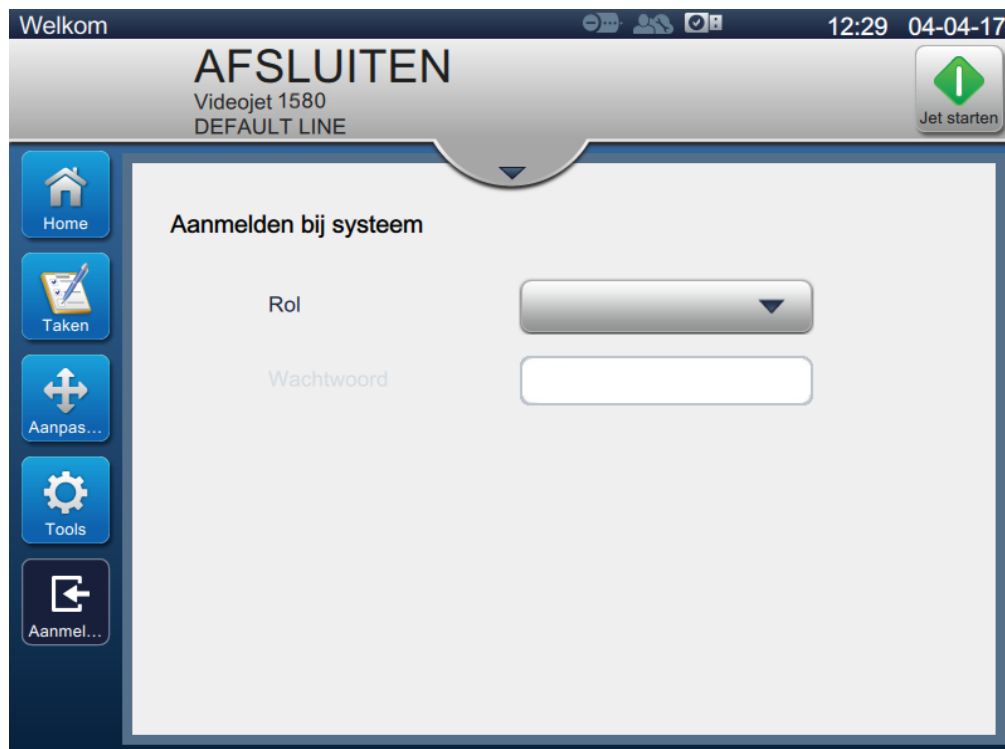 Welkom 12:29 04-04-17
AFSLUITEN
Videojet 1580
DEFAULT LINE
Jet starten
Home
Taken
Aanpas...
Tools
Aanmel...
Aanmelden bij systeem
Rol
Wachtwoord